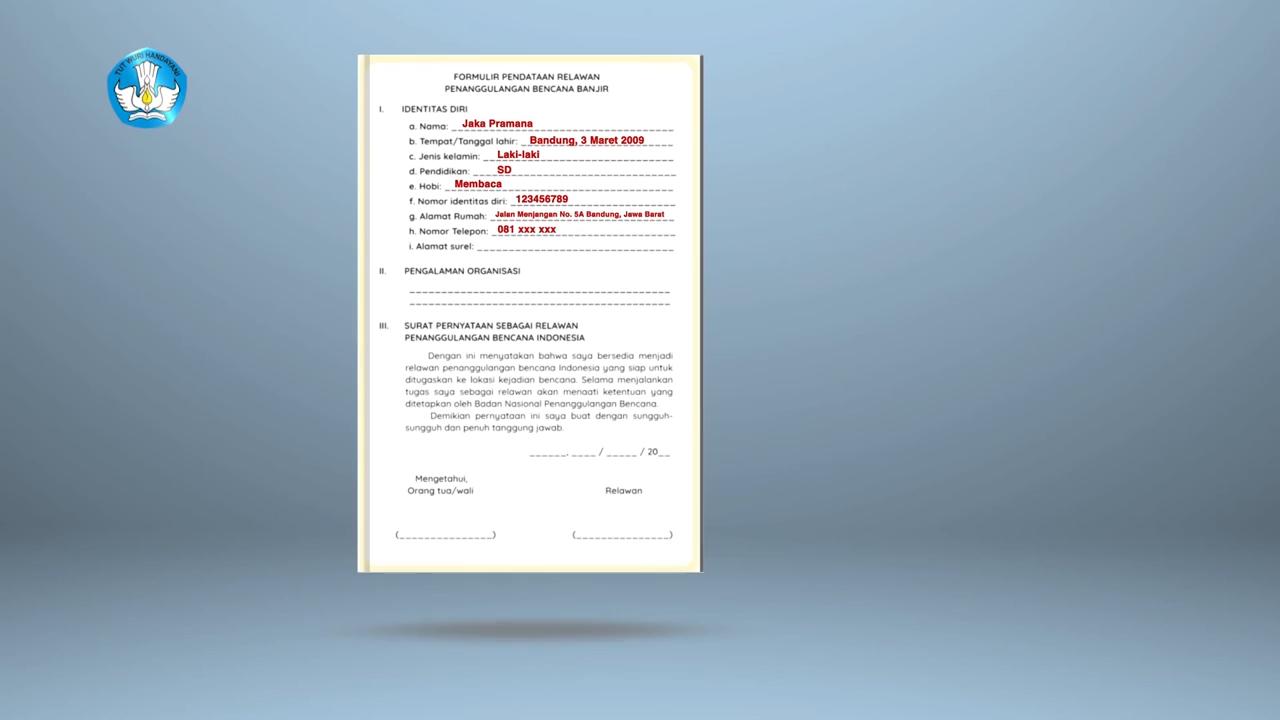 TUT WURI HANDAYANI
FORMULIR PENDATAAN RELAWAN
PENANGGULANGAN BENCANA BANJIR
I. IDENTITAS DIRI
a. Nama: Jaka Pramana
b. Tempat/Tanggal lahir: Bandung, 3 Maret 2009
c. Jenis kelamin: Laki-laki
d. Pendidikan: SD
e. Hobi: Membaca
f. Nomor identitas diri: 123456789
g. Alamat Rumah: Jalan Menjangan No. 5A Bandung, Jawa Barat
h. Nomor Telepon: 081 xxx xxx
i. Alamat surel: ________________
II. PENGALAMAN ORGANISASI
III. SURAT PERNYATAAN SEBAGAI RELAWAN
PENANGGULANGAN BENCANA INDONESIA
Dengan ini menyatakan bahwa saya bersedia menjadi
relawan penanggulangan bencana Indonesia yang siap untuk
ditugaskan ke lokasi kejadian bencana. Selama menjalankan
tugas saya sebagai relawan akan menaati ketentuan yang
ditetapkan oleh Badan Nasional Penanggulangan Bencana.
Demikian pernyataan ini saya buat dengan sungguh-
sungguh dan penuh tanggung jawab.
______, ____ / _____ / 20__
Mengetahui,
Orang tua/wali Relawan
(_______________) (_______________)